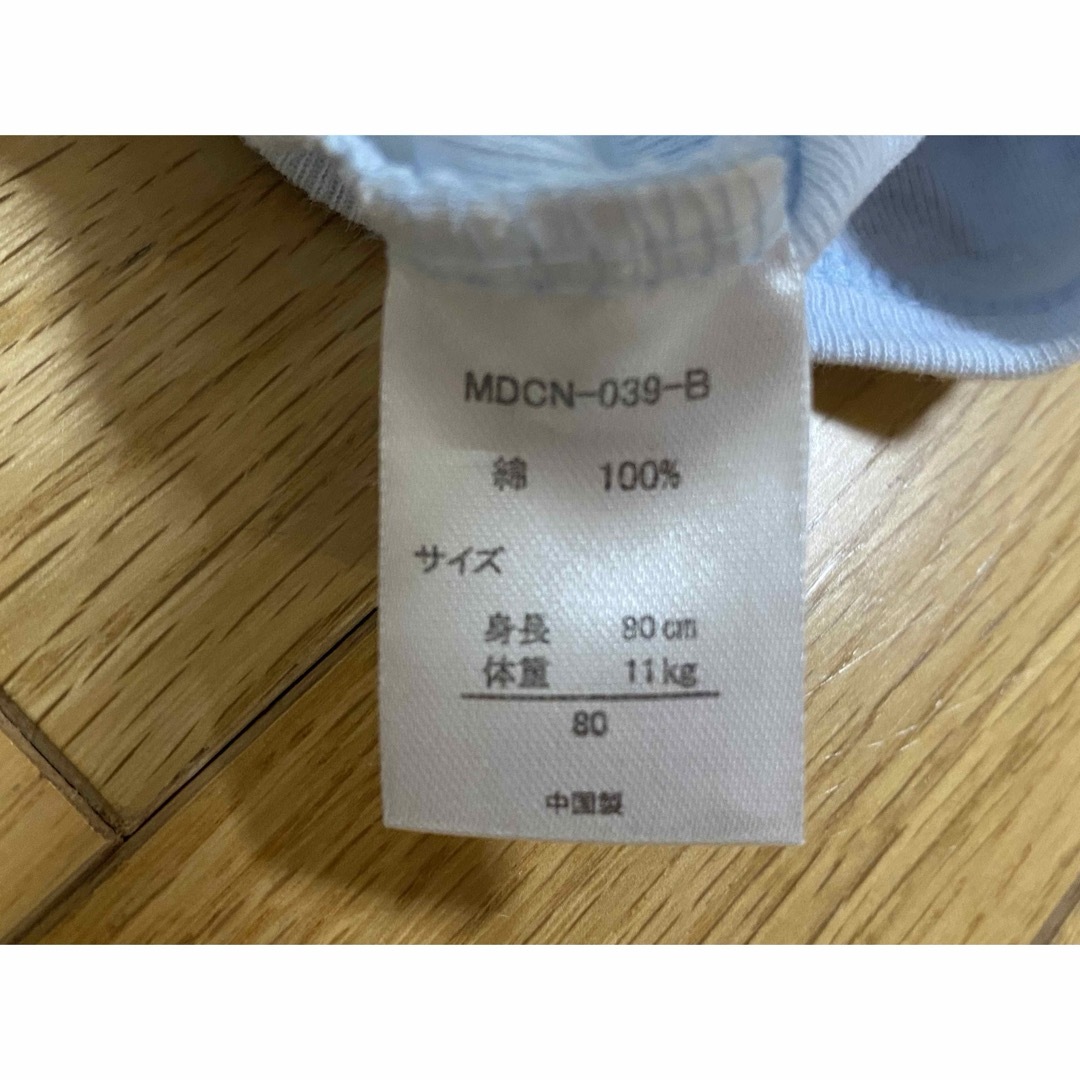 MDCN-039-B
綿 100%
サイズ
身長 80cm
体重 11kg
80
中国製